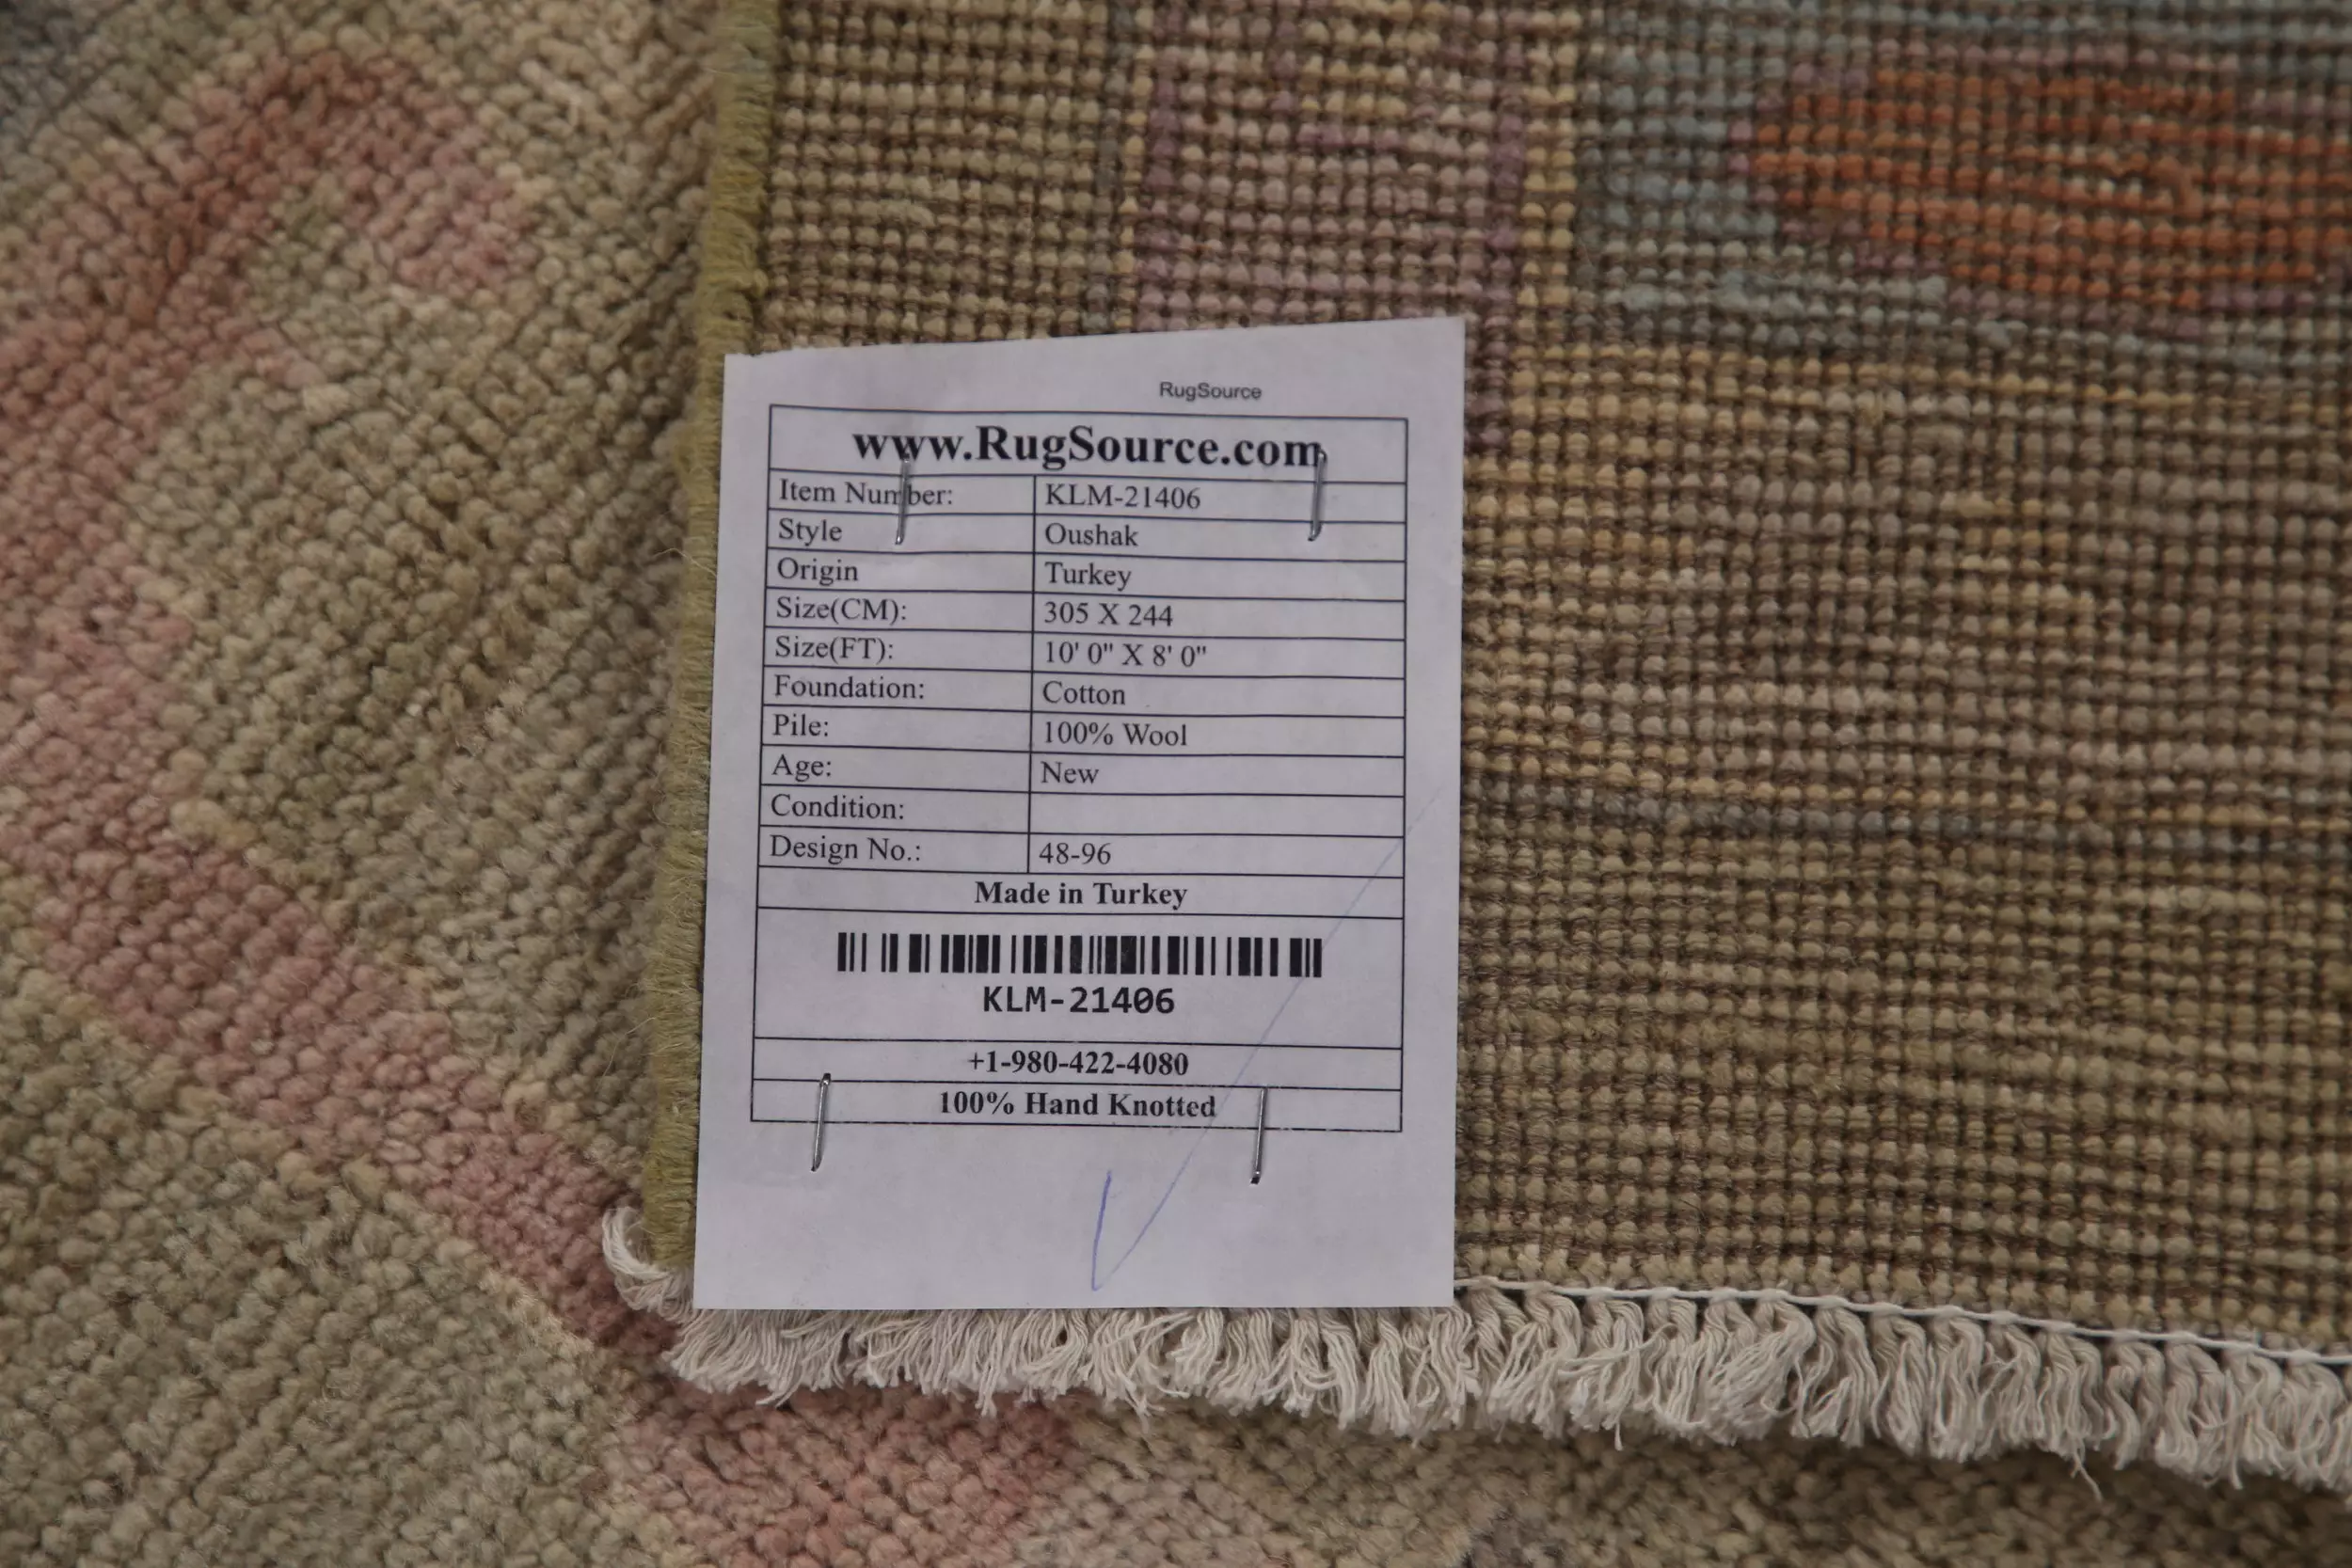 RugSource
www.RugSource.com
Item Number: KLM-21406
Style Oushak
Origin Turkey
Size(CM): 305 X 244
Size(FT): 10' 0" X 8' 0"
Foundation: Cotton
Pile: 100% Wool
Age: New
Condition:
Design No.: 48-96
Made in Turkey
KLM-21406
+1-980-422-4080
100% Hand Knotted